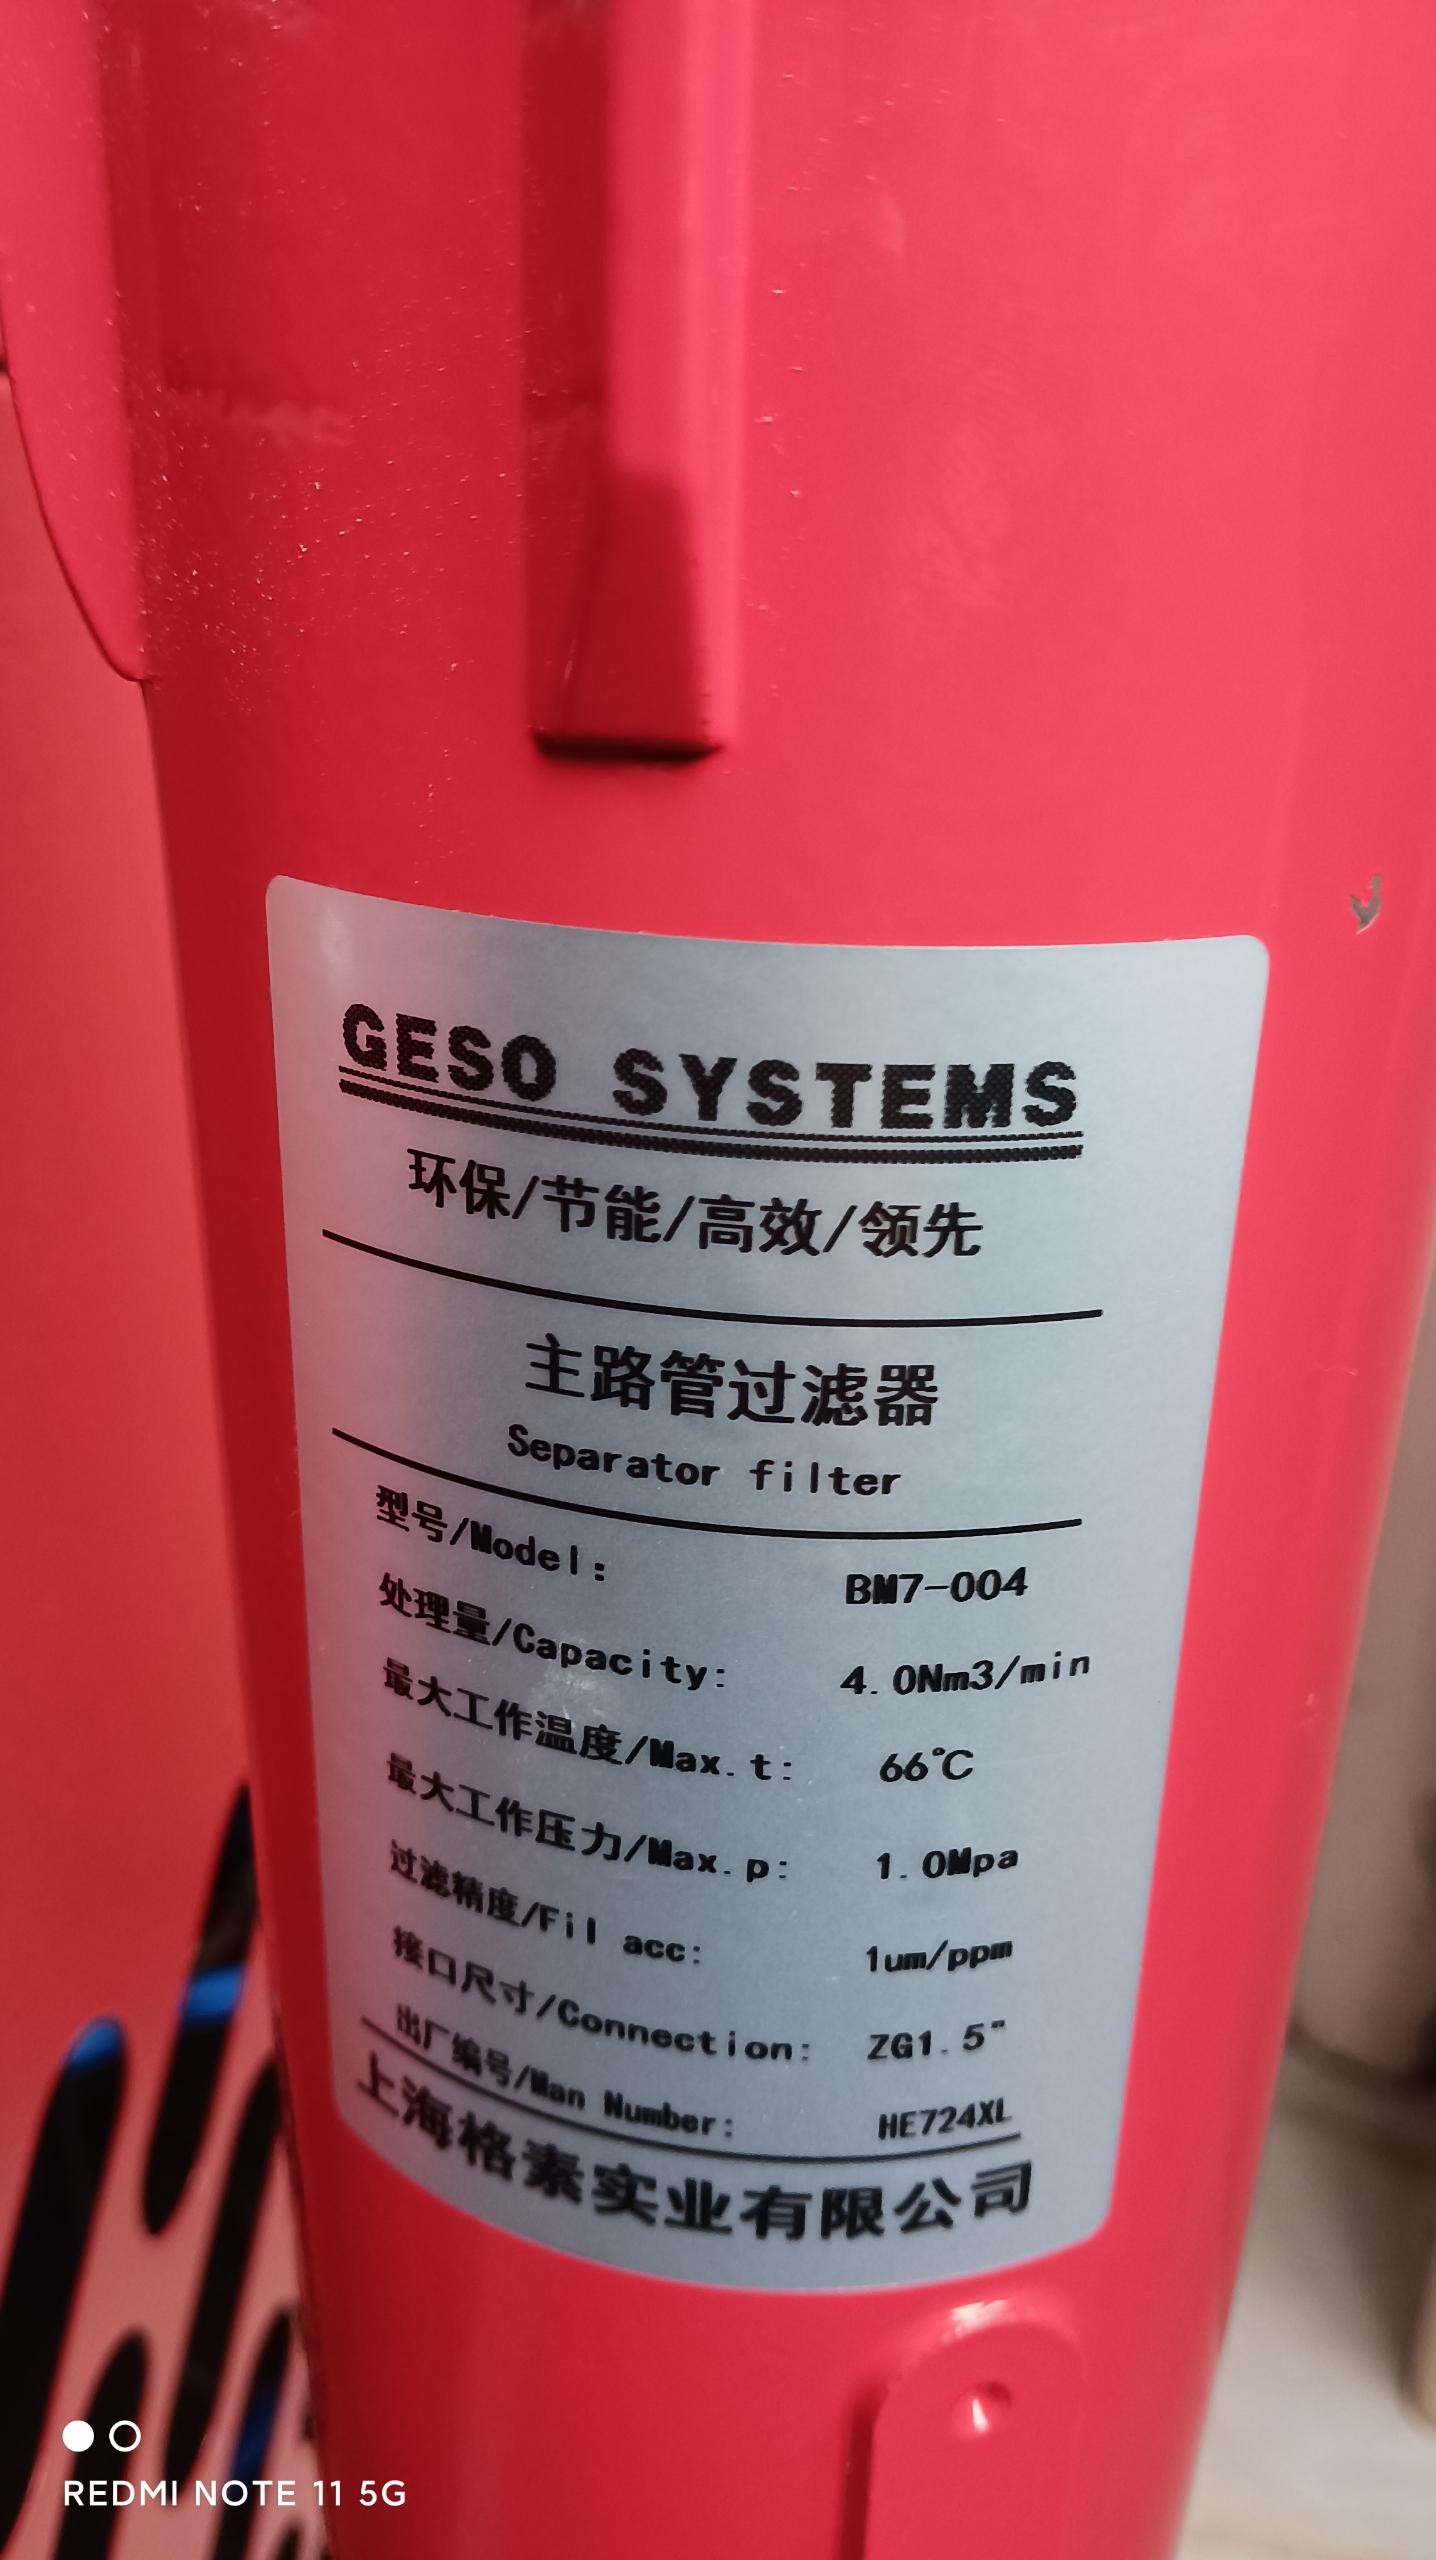 GESO SYSTEMS
环保/节能/高效/领先
主路管过滤器
Separator filter
型号/Model: BM7-004
处理量/Capacity: 4.0Nm3/min
最大工作温度/Max.t: 66℃
最大工作压力/Max.p: 1.0Mpa
过滤精度/Fil acc: 1um/ppm
接口尺寸/Connection: ZG1.5"
出厂编号/Man Number: HE724XL
上海格素实业有限公司
REDMI NOTE 11 5G